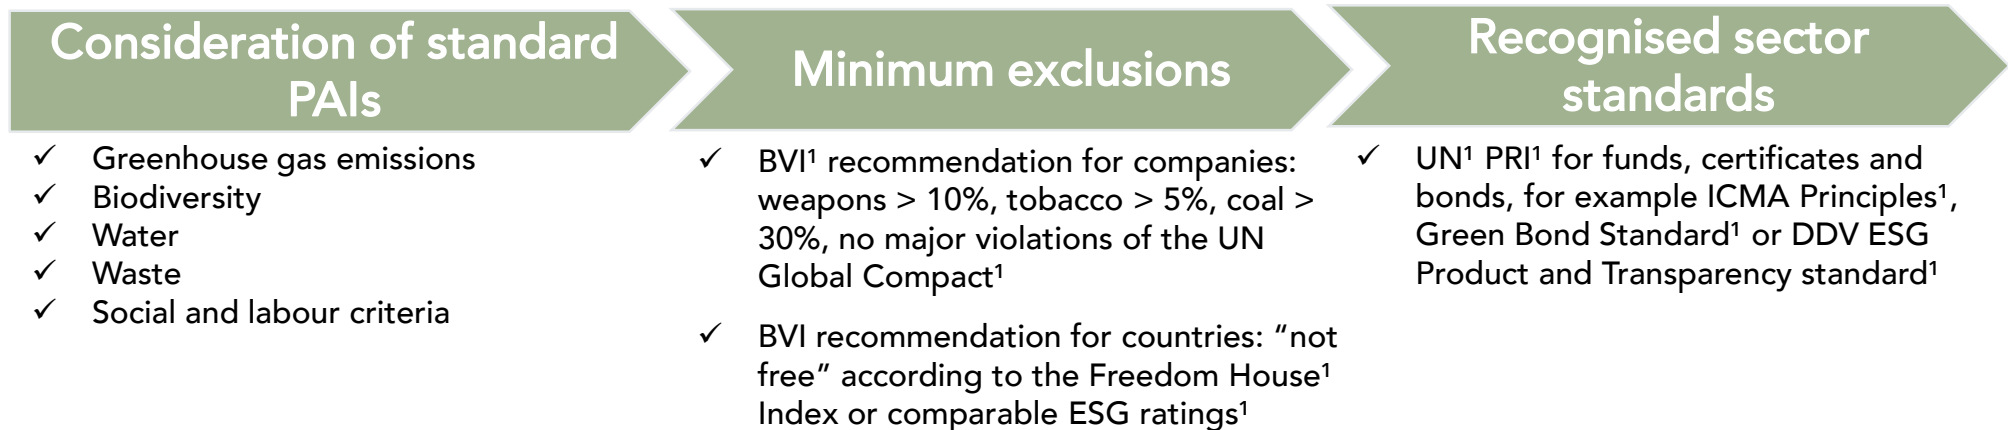 Consideration of standard
PAIs
✓ Greenhouse gas emissions
✓ Biodiversity
✓ Water
✓ Waste
✓ Social and labour criteria
Minimum exclusions
✓ BVI¹ recommendation for companies:
weapons > 10%, tobacco > 5%, coal >
30%, no major violations of the UN
Global Compact¹
✓ BVI recommendation for countries: “not
free” according to the Freedom House¹
Index or comparable ESG ratings¹
Recognised sector
standards
✓ UN¹ PRI¹ for funds, certificates and
bonds, for example ICMA Principles¹,
Green Bond Standard¹ or DDV ESG
Product and Transparency standard¹